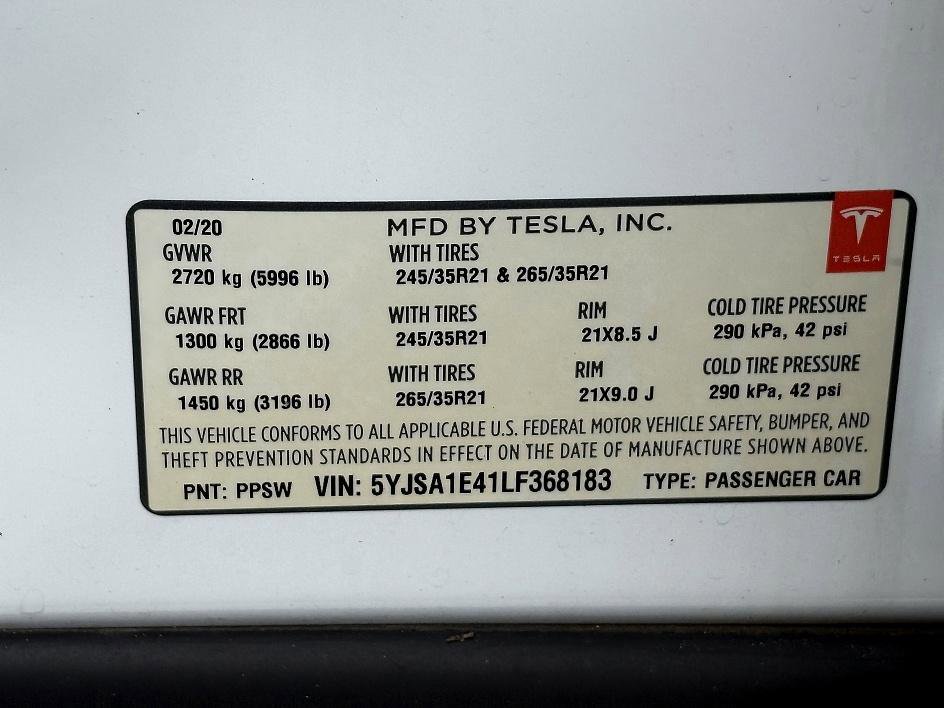 02/20 MFD BY TESLA, INC.
GVWR WITH TIRES
2720 kg (5996 lb) 245/35R21 & 265/35R21
TESLA
GAWR FRT WITH TIRES RIM COLD TIRE PRESSURE
1300 kg (2866 lb) 245/35R21 21X8.5 J 290 kPa, 42 psi
GAWR RR WITH TIRES RIM COLD TIRE PRESSURE
1450 kg (3196 lb) 265/35R21 21X9.0 J 290 kPa, 42 psi
THIS VEHICLE CONFORMS TO ALL APPLICABLE U.S. FEDERAL MOTOR VEHICLE SAFETY, BUMPER, AND
THEFT PREVENTION STANDARDS IN EFFECT ON THE DATE OF MANUFACTURE SHOWN ABOVE.
PNT: PPSW VIN: 5YJSA1E41LF368183 TYPE: PASSENGER CAR